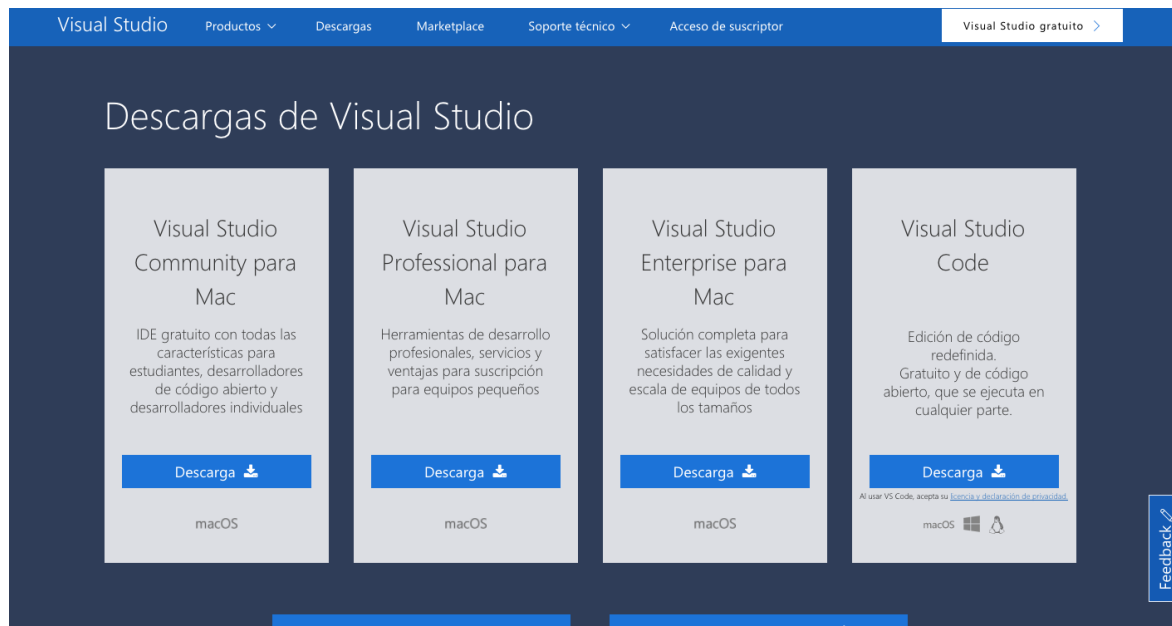 Visual Studio Productos Descargas Marketplace Soporte técnico Acceso de suscriptor Visual Studio gratuito
Descargas de Visual Studio
Visual Studio
Community para
Mac
IDE gratuito con todas las
características para
estudiantes, desarrolladores
de código abierto y
desarrolladores individuales
Descarga
macOS
Visual Studio
Professional para
Mac
Herramientas de desarrollo
profesionales, servicios y
ventajas para suscripción
para equipos pequeños
Descarga
macOS
Visual Studio
Enterprise para
Mac
Solución completa para
satisfacer las exigentes
necesidades de calidad y
escala de equipos de todos
los tamaños
Descarga
macOS
Visual Studio
Code
Edición de código
redefinida.
Gratuito y de código
abierto, que se ejecuta en
cualquier parte.
Descarga
Al usar VS Code, acepta su licencia y declaración de privacidad.
macOS
Feedback